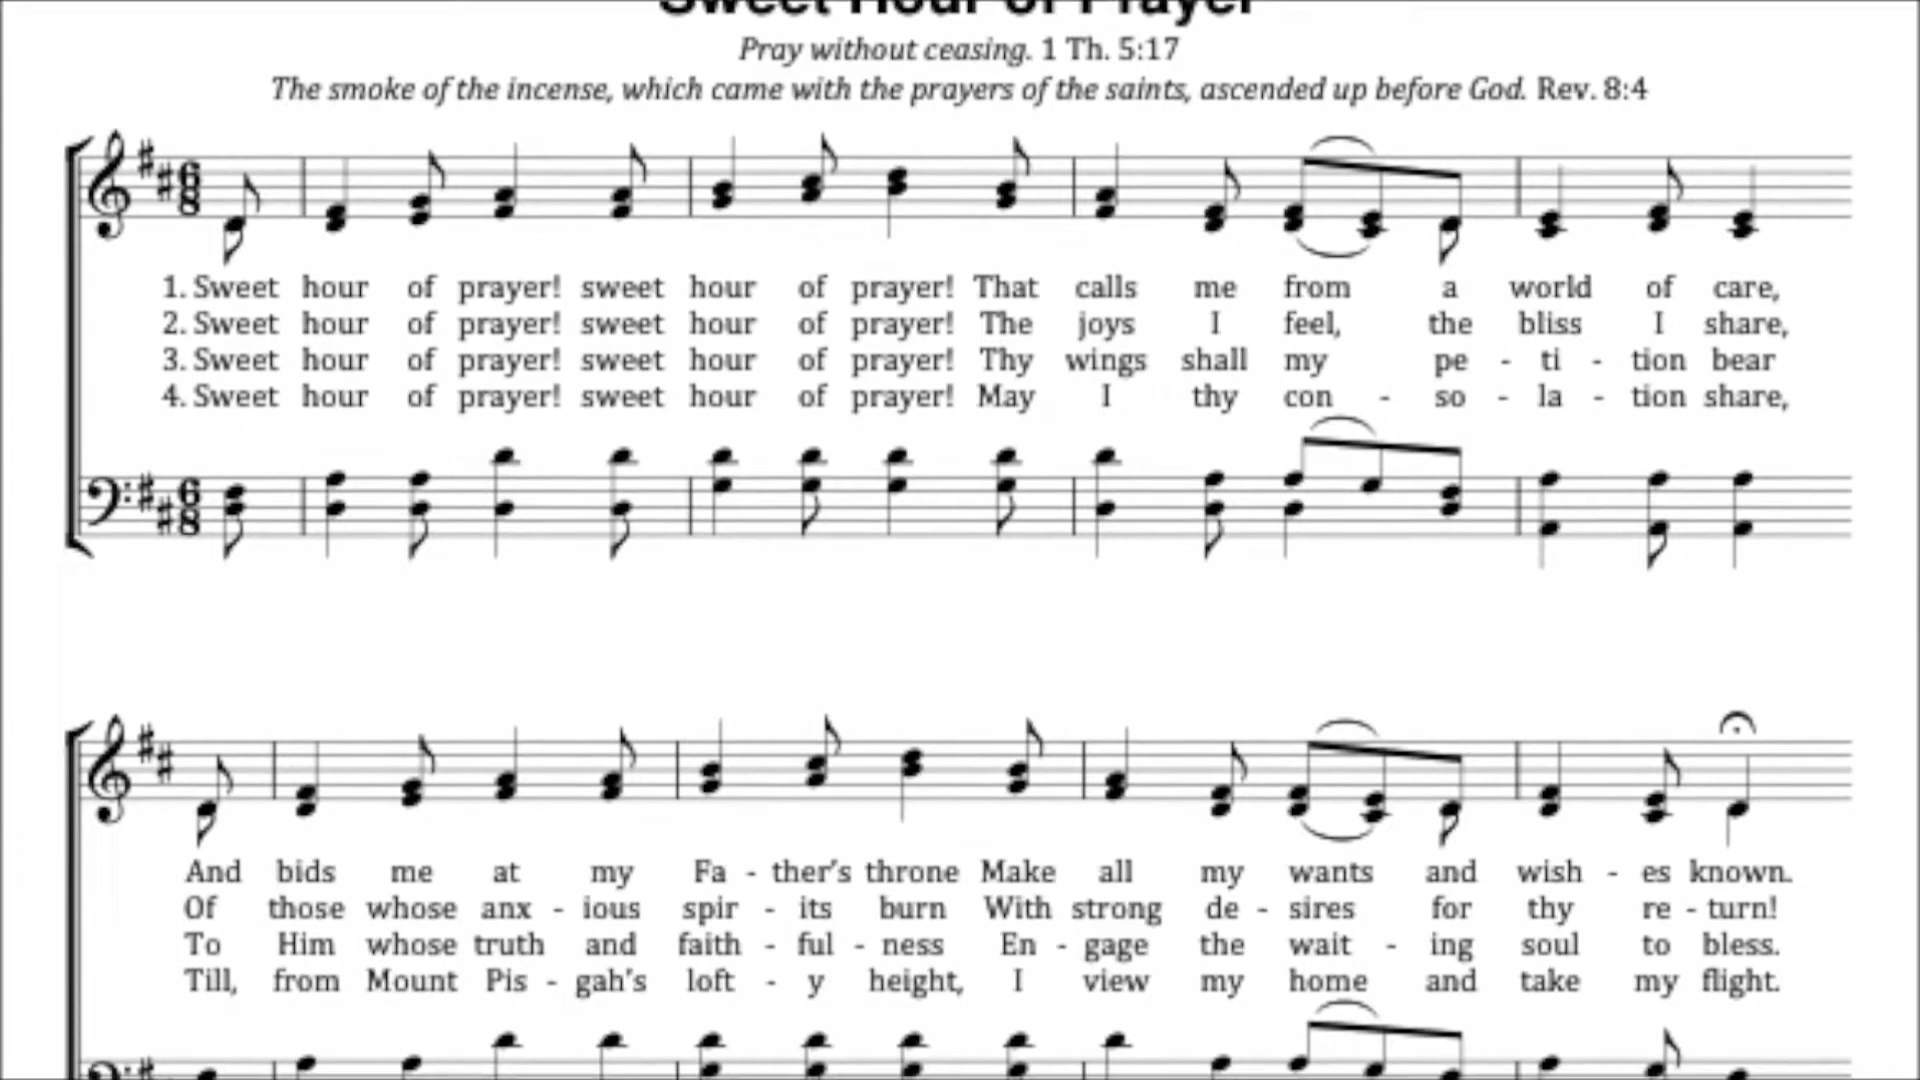 Sweet Hour of Prayer
Pray without ceasing. 1 Th. 5:17
The smoke of the incense, which came with the prayers of the saints, ascended up before God. Rev. 8:4
6
8
1. Sweet hour of prayer! sweet hour of prayer! That calls me from a world of care,
2. Sweet hour of prayer! sweet hour of prayer! The joys I feel, the bliss I share,
3. Sweet hour of prayer! sweet hour of prayer! Thy wings shall my pe - ti - tion bear
4. Sweet hour of prayer! sweet hour of prayer! May I thy con - so - la - tion share,
6
8
And bids me at my Fa - ther's throne Make all my wants and wish - es known.
Of those whose anx - ious spir - its burn With strong de - sires for thy re - turn!
To Him whose truth and faith - ful - ness En - gage the wait - ing soul to bless.
Till, from Mount Pis - gah's loft - y height, I view my home and take my flight.